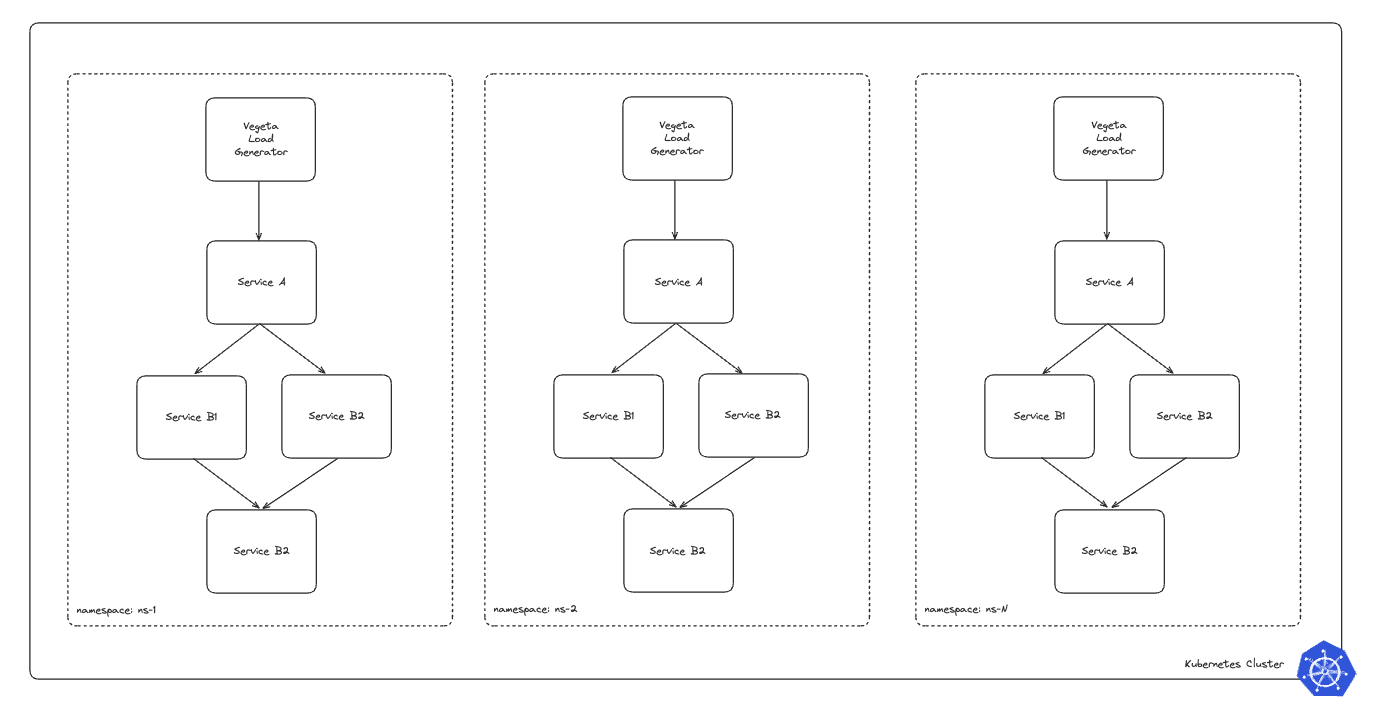 Vegeta
Load
Generator
Service A
Service B1
Service B2
Service B2
namespace: ns-1
Vegeta
Load
Generator
Service A
Service B1
Service B2
Service B2
namespace: ns-2
Vegeta
Load
Generator
Service A
Service B1
Service B2
Service B2
namespace: ns-N
Kubernetes Cluster